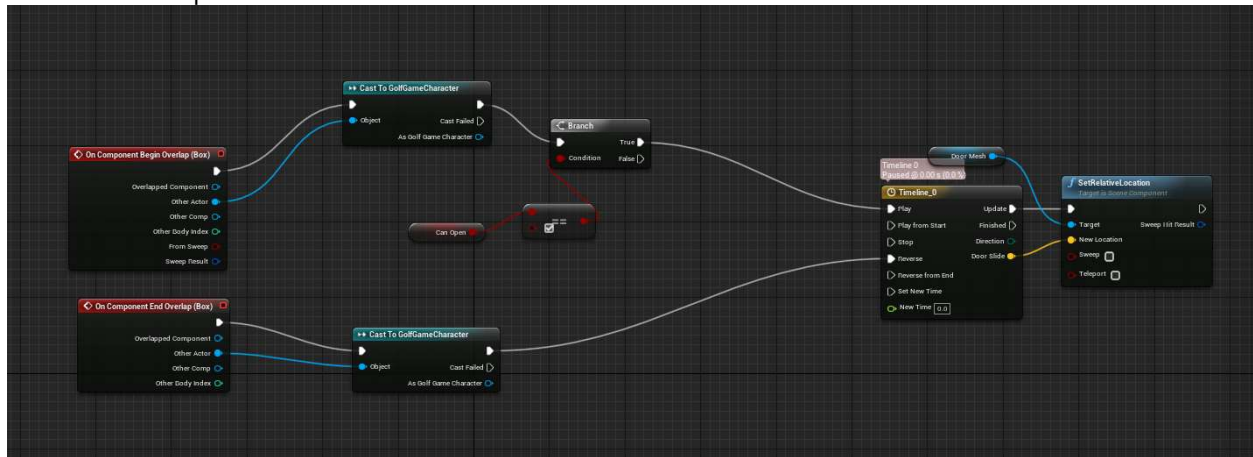 Cast To GolfGameCharacter
Object
Cast Failed
As Golf Game Character
Branch
True
Condition
False
On Component Begin Overlap (Box)
Overlapped Component
Other Actor
Other Comp
Other Body Index
From Sweep
Sweep Result
Can Open
==
Door Mesh
Timeline 0
Paused @ 0.00 s (0.0 %)
Timeline_0
Play
Update
Play from Start
Finished
Stop
Direction
Reverse
Door Slide
Reverse from End
Set New Time
New Time 0.0
SetRelativeLocation
Target is Scene Component
Target
Sweep Hit Result
New Location
Sweep
Teleport
On Component End Overlap (Box)
Overlapped Component
Other Actor
Other Comp
Other Body Index
Cast To GolfGameCharacter
Object
Cast Failed
As Golf Game Character